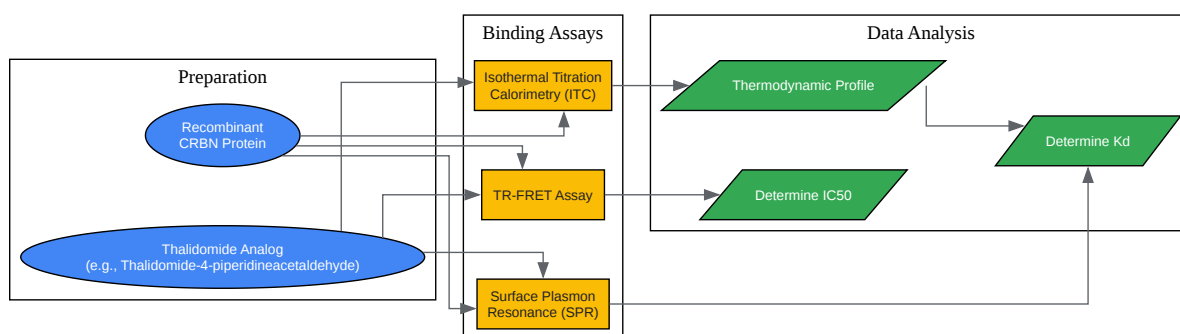 Preparation
Recombinant
CRBN Protein
Thalidomide Analog
(e.g., Thalidomide-4-piperidineacetaldehyde)
Binding Assays
Isothermal Titration
Calorimetry (ITC)
TR-FRET Assay
Surface Plasmon
Resonance (SPR)
Data Analysis
Thermodynamic Profile
Determine Kd
Determine IC50